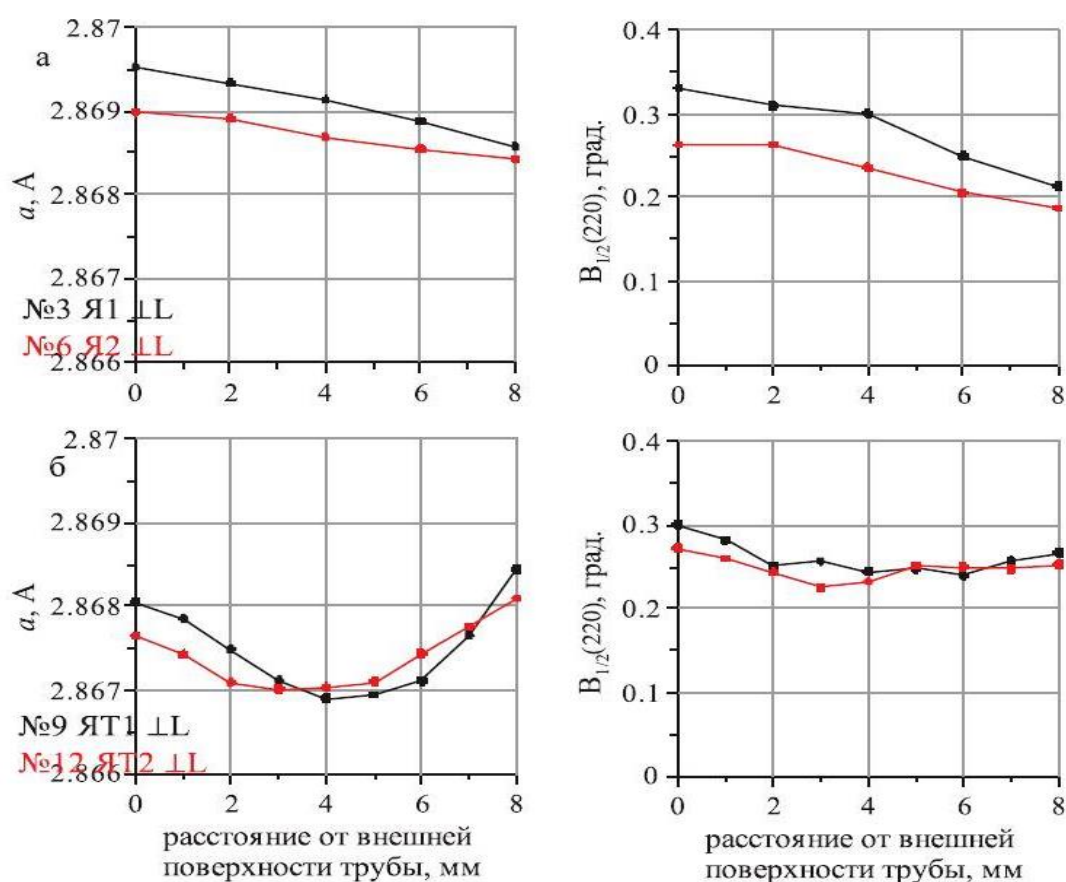 а
2.87
2.869
2.868
2.867
2.866
a, А
№3 Я1 ⊥L
№6 Я2 ⊥L
0 2 4 6 8
0.4
0.3
0.2
0.1
0
B1/2(220), град.
0 2 4 6 8
б
2.87
2.869
2.868
2.867
2.866
a, А
№9 ЯТ1 ⊥L
№12 ЯТ2 ⊥L
0 2 4 6 8
расстояние от внешней
поверхности трубы, мм
0.4
0.3
0.2
0.1
0
B1/2(220), град.
0 2 4 6 8
расстояние от внешней
поверхности трубы, мм